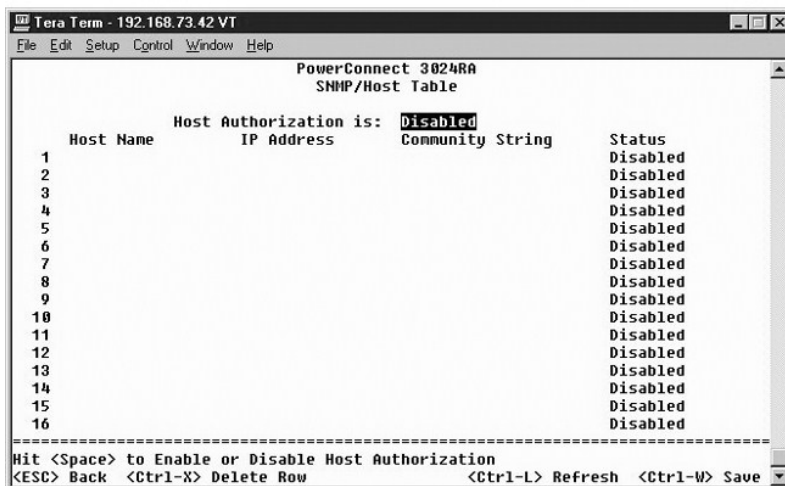 Tera Term - 192.168.73.42 VT
File Edit Setup Control Window Help
PowerConnect 3024RA
SNMP/Host Table
Host Authorization is: Disabled
Host Name IP Address Community String Status
1 Disabled
2 Disabled
3 Disabled
4 Disabled
5 Disabled
6 Disabled
7 Disabled
8 Disabled
9 Disabled
10 Disabled
11 Disabled
12 Disabled
13 Disabled
14 Disabled
15 Disabled
16 Disabled
================================================================================
Hit <Space> to Enable or Disable Host Authorization
<ESC> Back <Ctrl-X> Delete Row <Ctrl-L> Refresh <Ctrl-W> Save